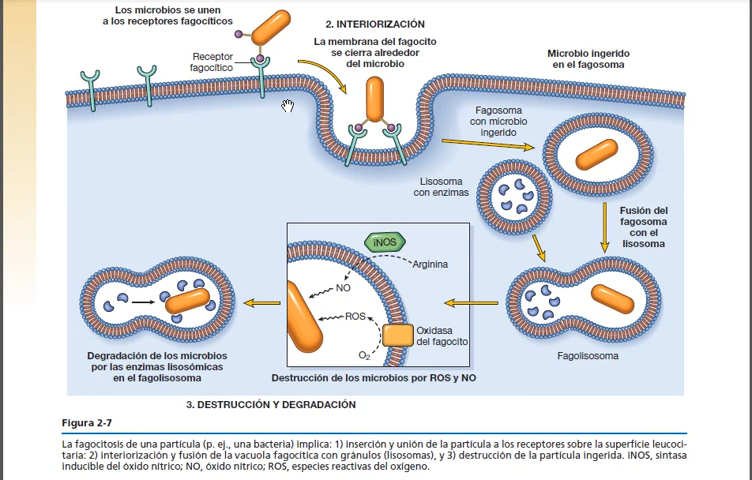 Los microbios se unen
a los receptores fagocíticos
Receptor
fagocítico
2. INTERIORIZACIÓN
La membrana del fagocito
se cierra alrededor
del microbio
Microbio ingerido
en el fagosoma
Fagosoma
con microbio
ingerido
Lisosoma
con enzimas
Fusión del
fagosoma
con el
lisosoma
Fagolisosoma
iNOS
Arginina
NO
ROS
O2
Oxidasa
del fagocito
Destrucción de los microbios por ROS y NO
Degradación de los microbios
por las enzimas lisosómicas
en el fagolisosoma
3. DESTRUCCIÓN Y DEGRADACIÓN
Figura 2-7
La fagocitosis de una partícula (p. ej., una bacteria) implica: 1) inserción y unión de la partícula a los receptores sobre la superficie leucoci-
taria: 2) interiorización y fusión de la vacuola fagocítica con gránulos (lisosomas), y 3) destrucción de la partícula ingerida. iNOS, sintasa
inducible del óxido nítrico; NO, óxido nítrico; ROS, especies reactivas del oxígeno.